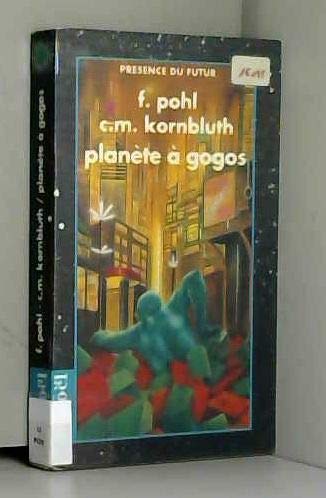 PRESENCE DU FUTUR
f. pohl
c.m. kornbluth
planète à gogos
f. pohl - c.m. kornbluth / planète à gogos